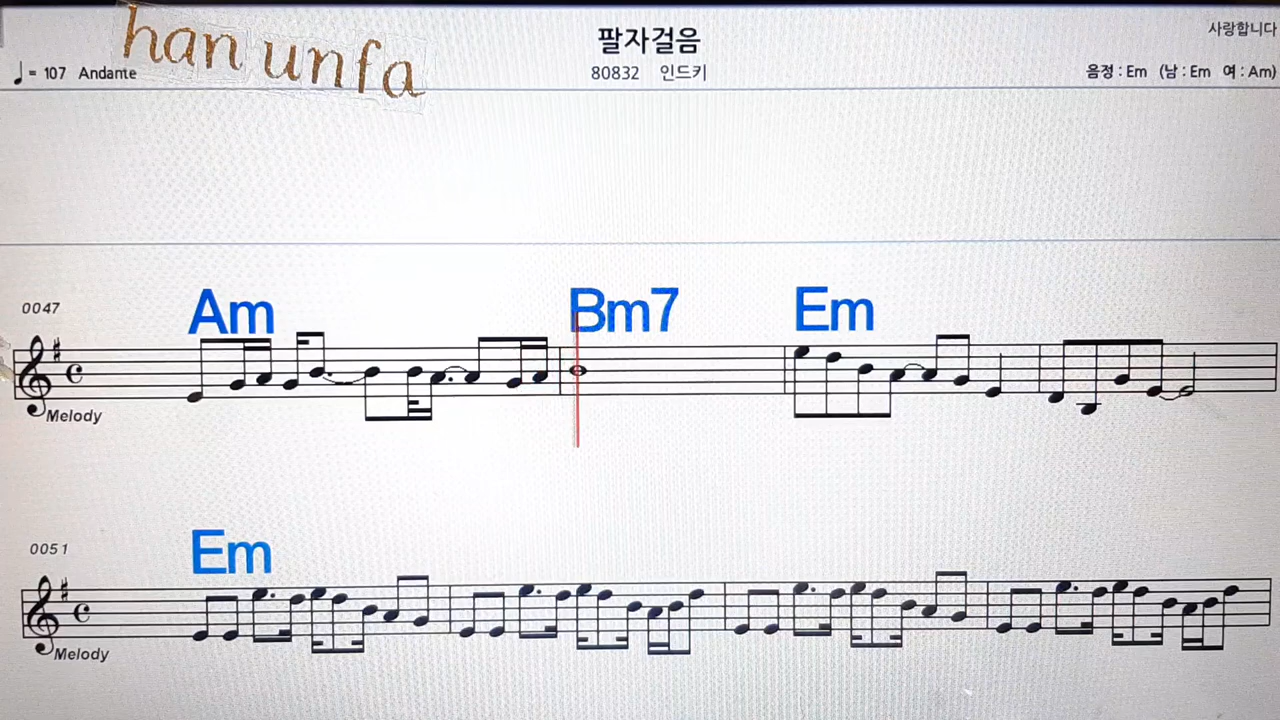 han unfa
팔자걸음
사랑합니다
♩= 107 Andante
80832 인드키
음정 : Em (남 : Em 여 : Am)
0047
Am Bm7 Em
Melody
0051
Em
Melody